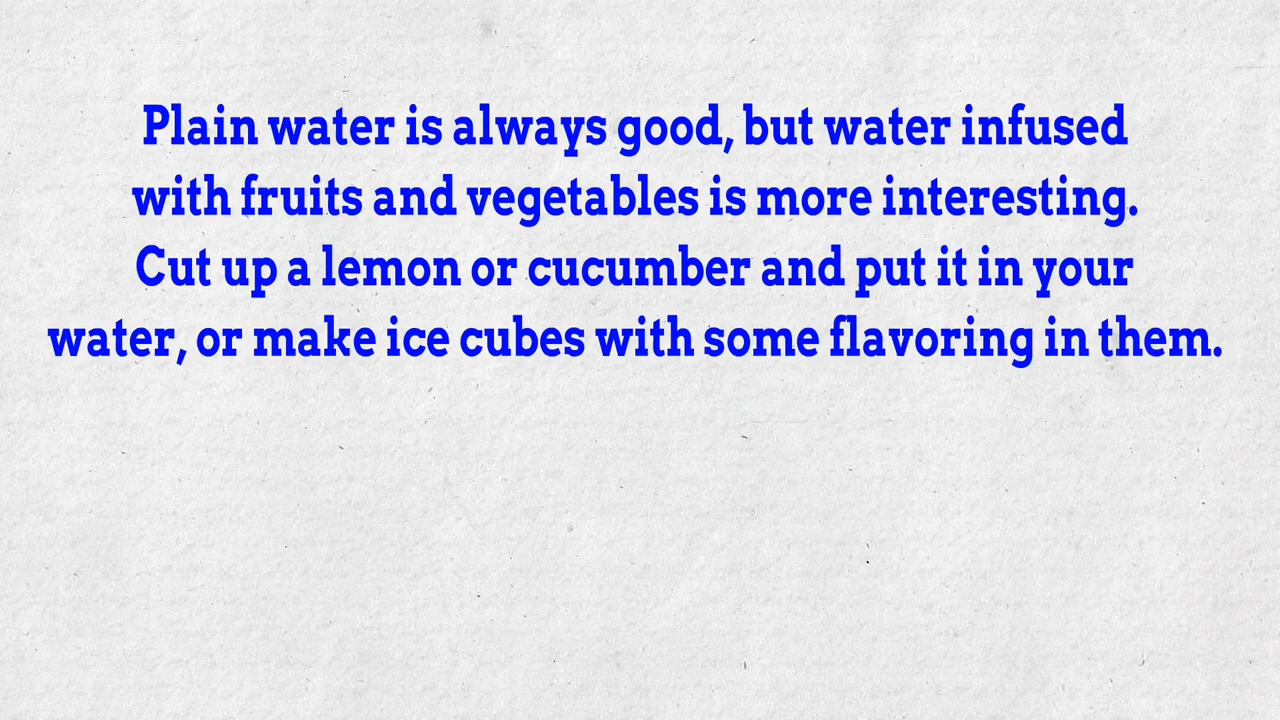 Plain water is always good, but water infused
with fruits and vegetables is more interesting.
Cut up a lemon or cucumber and put it in your
water, or make ice cubes with some flavoring in them.